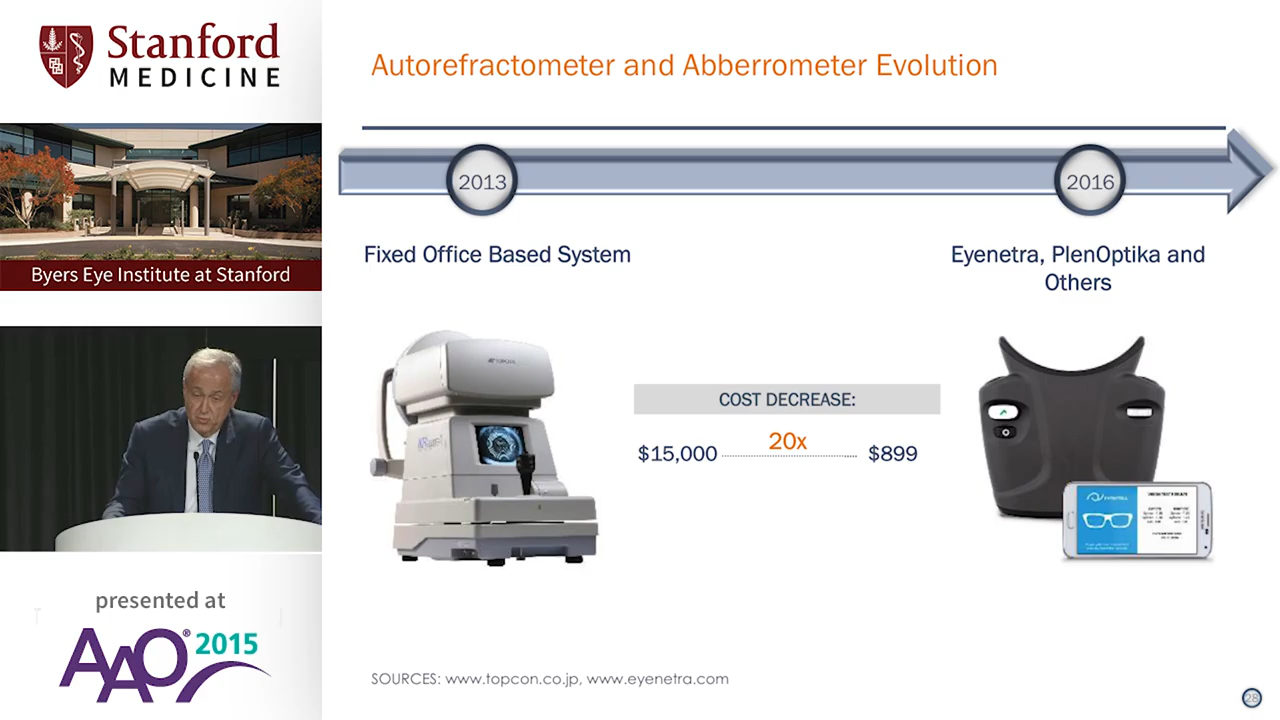 Stanford
MEDICINE
Byers Eye Institute at Stanford
presented at
AAO® 2015
Autorefractometer and Abberrometer Evolution
2013
2016
Fixed Office Based System
Eyenetra, PlenOptika and
Others
TOPCON
COST DECREASE:
$15,000
20x
$899
SOURCES: www.topcon.co.jp, www.eyenetra.com
28